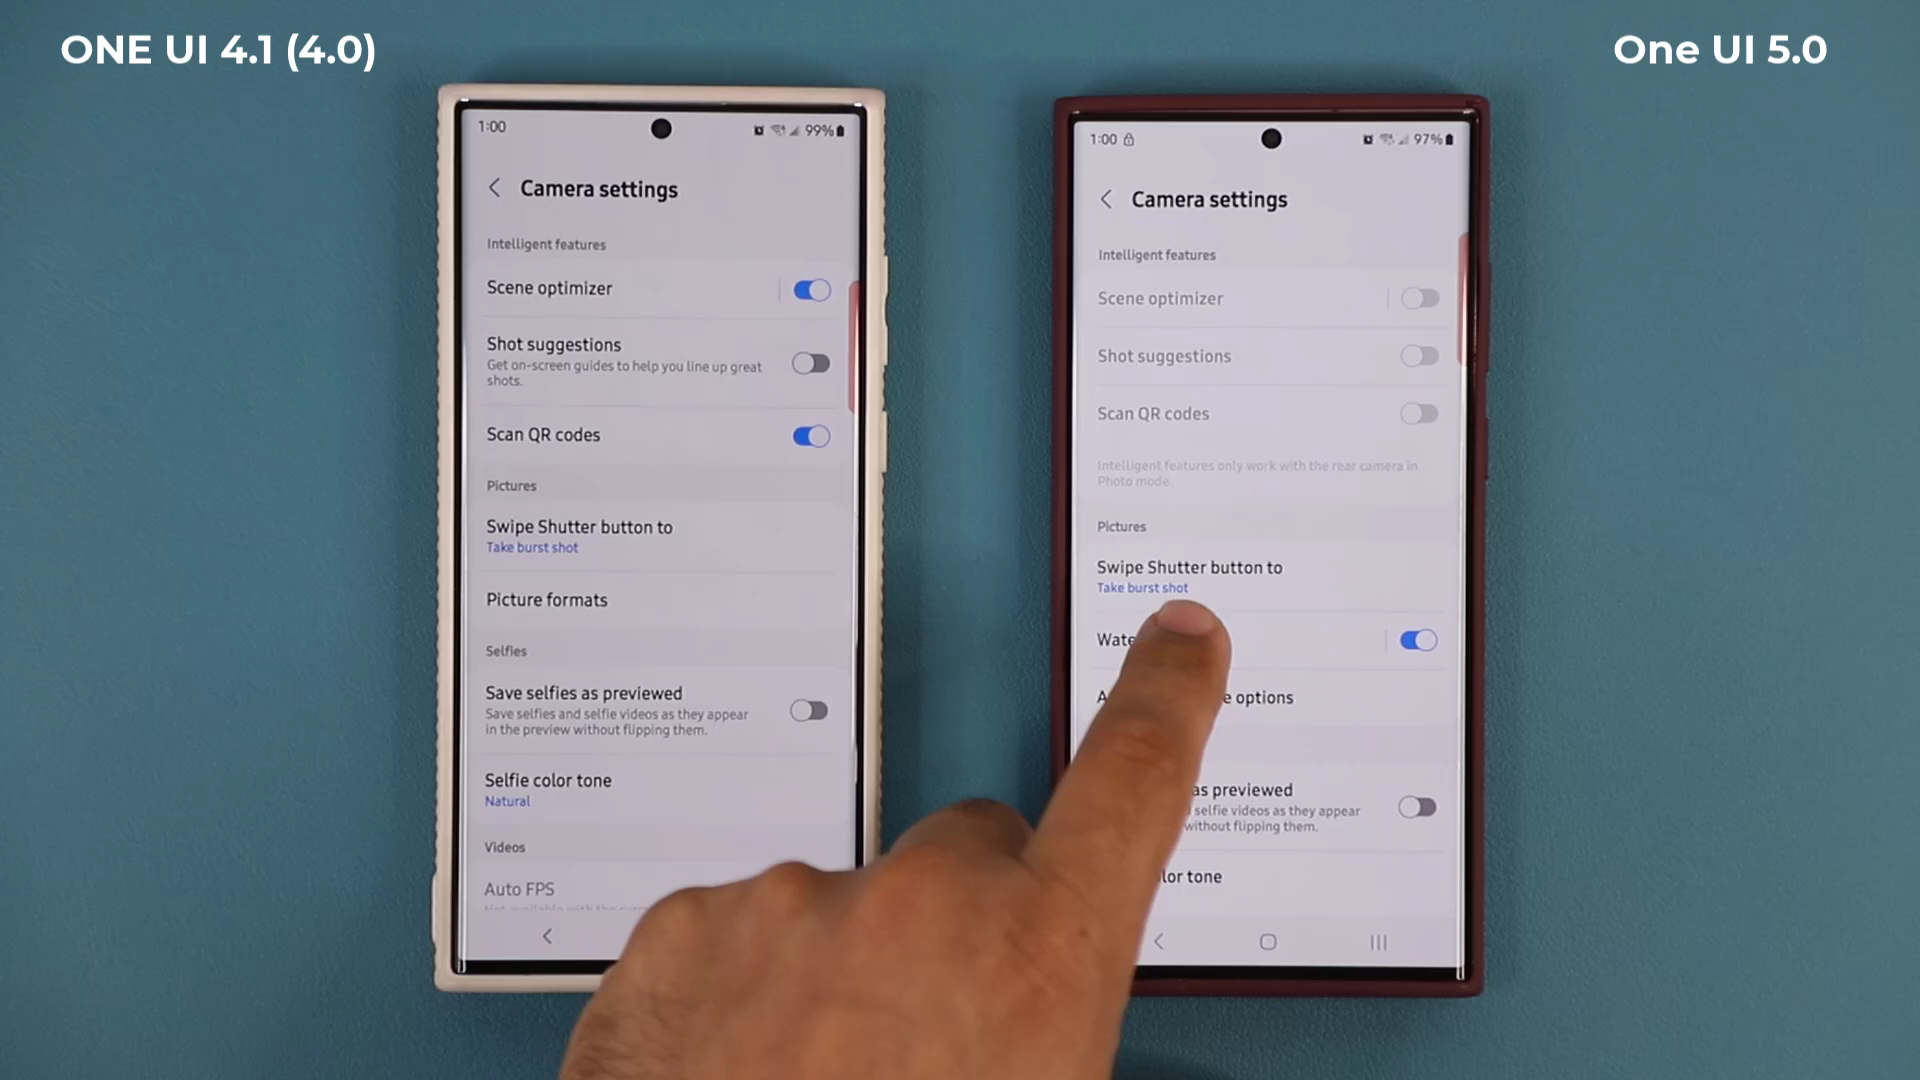 ONE UI 4.1 (4.0)
One UI 5.0
1:00
99%
Camera settings
Intelligent features
Scene optimizer
Shot suggestions
Get on-screen guides to help you line up great
shots.
Scan QR codes
Pictures
Swipe Shutter button to
Take burst shot
Picture formats
Selfies
Save selfies as previewed
Save selfies and selfie videos as they appear
in the preview without flipping them.
Selfie color tone
Natural
Videos
Auto FPS
1:00
97%
Camera settings
Intelligent features
Scene optimizer
Shot suggestions
Scan QR codes
Intelligent features only work with the rear camera in
Photo mode.
Pictures
Swipe Shutter button to
Take burst shot
Wate
A e options
as previewed
selfie videos as they appear
without flipping them.
lor tone